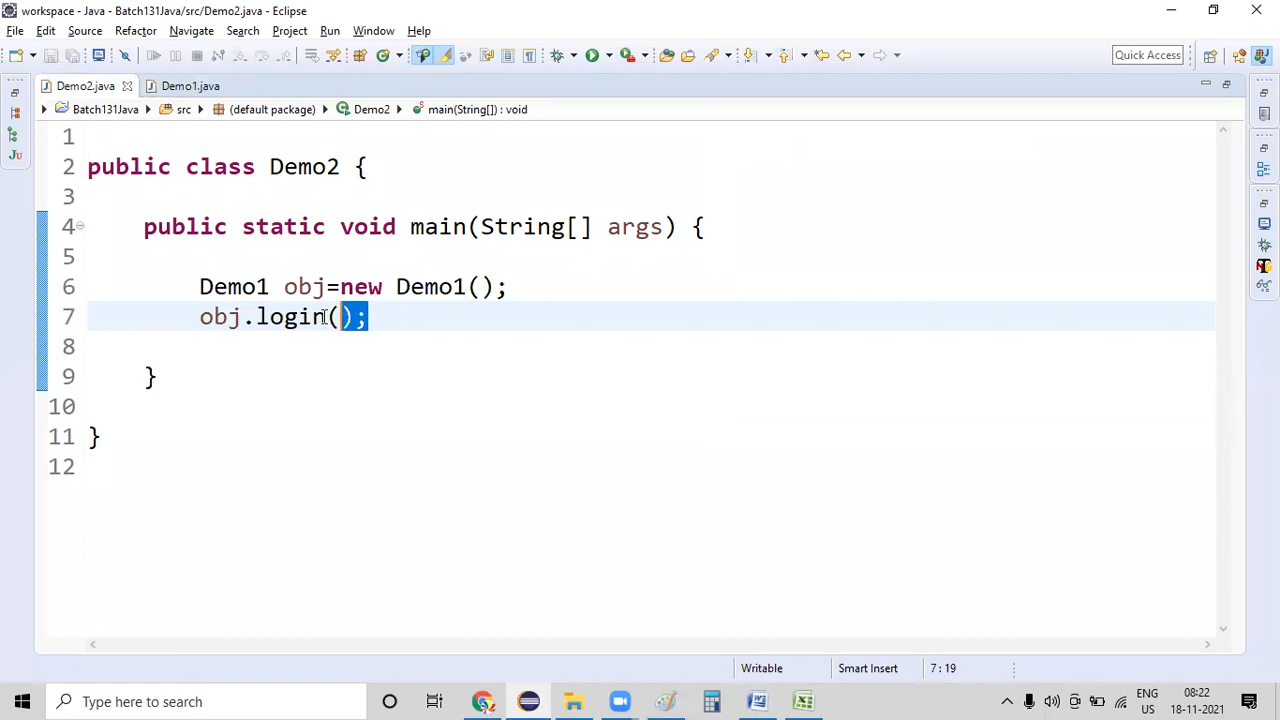 workspace - Java - Batch131Java/src/Demo2.java - Eclipse
File Edit Source Refactor Navigate Search Project Run Window Help
Quick Access
Demo2.java Demo1.java
Batch131Java src (default package) Demo2 main(String[]) : void
1
2 public class Demo2 {
3
4 public static void main(String[] args) {
5
6 Demo1 obj=new Demo1();
7 obj.login();
8
9 }
10
11 }
12
Writable Smart Insert 7 : 19
Type here to search
ENG 08:22
US 18-11-2021